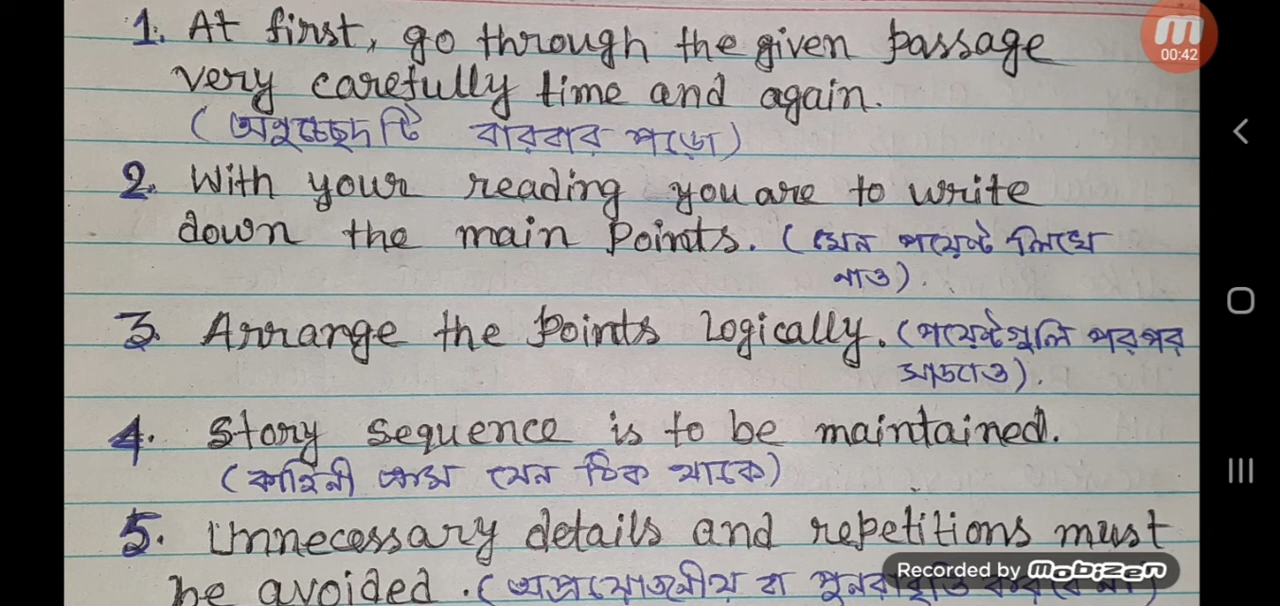 1. At first, go through the given passage
00:42
very carefully time and again.
(অনুচ্ছেদটি বারবার পড়ো)
2. With your reading you are to write
down the main Points. (মেন পয়েন্ট লিখে
নাও).
3. Arrange the Points Logically. (পয়েন্টগুলি পরপর
সাজাও).
4. Story sequence is to be maintained.
(কাহিনী ক্রম যেন ঠিক থাকে)
5. Unnecessary details and repetitions must
be avoided. (অপ্রয়োজনীয় বা পুনরাবৃত্তি
Recorded by mobizen